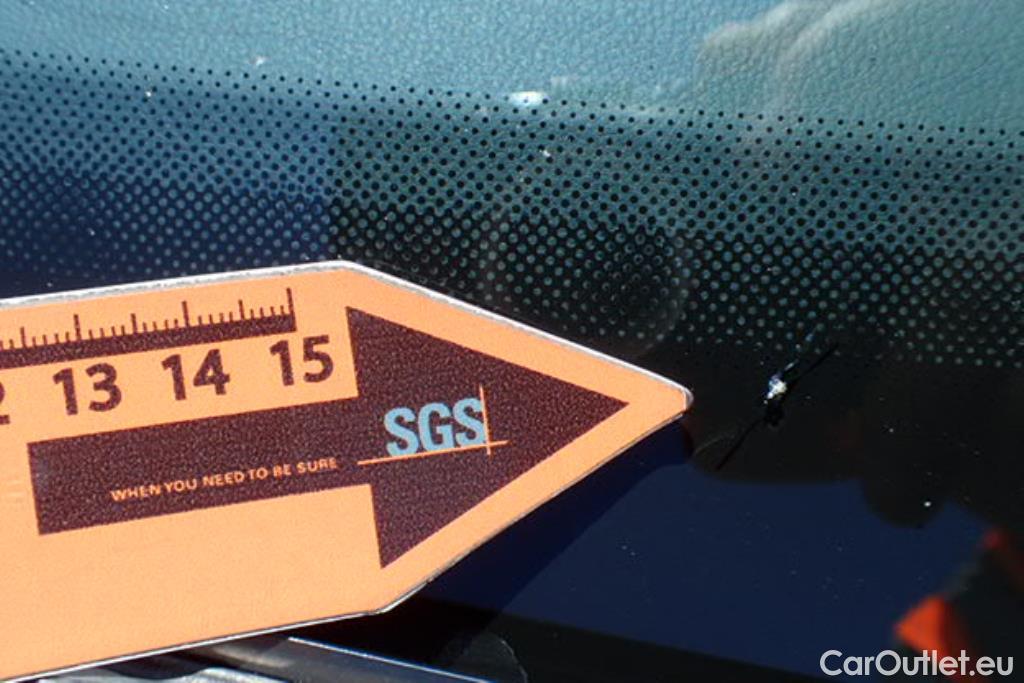 13 14 15
SGS
WHEN YOU NEED TO BE SURE
CarOutlet.eu